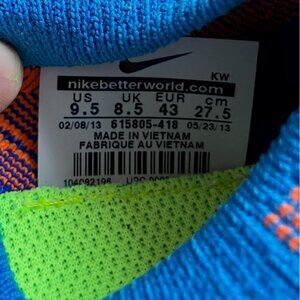 KW
nikebetterworld.com
US UK EUR cm
9.5 8.5 43 27.5
02/08/13 615805-418 05/23/13
MADE IN VIETNAM
FABRIQUE AU VIETNAM
UPC